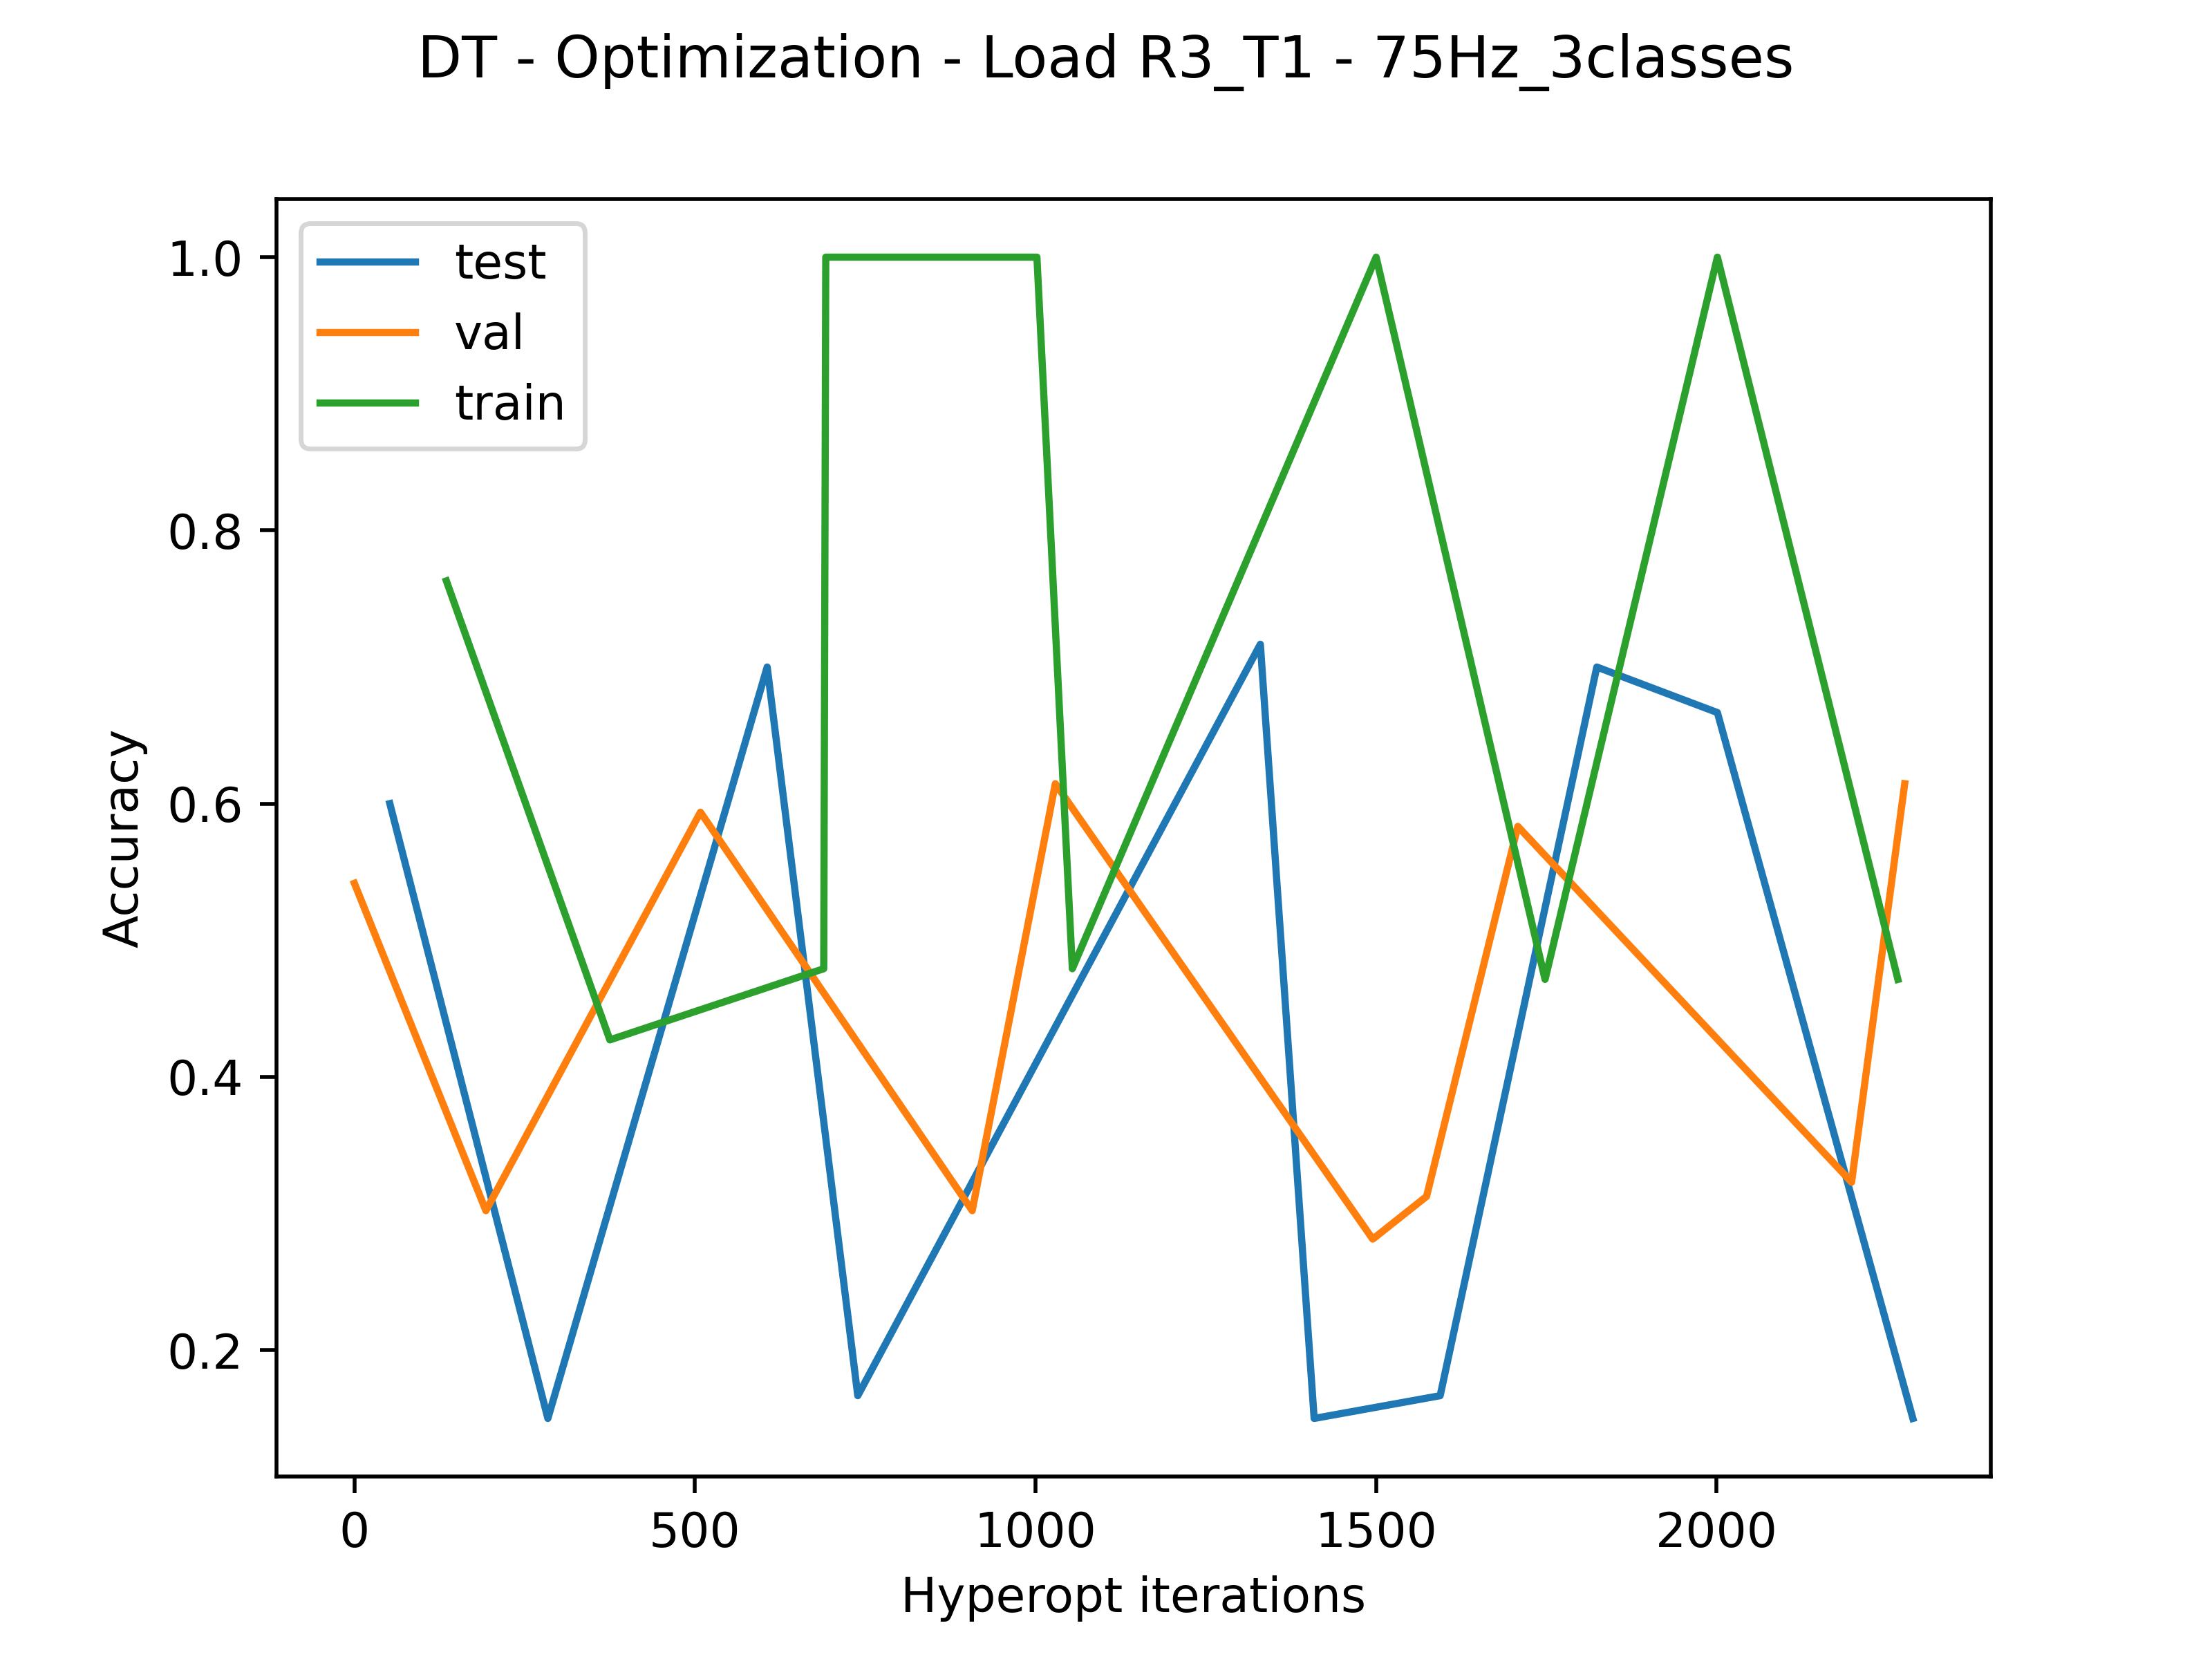 DT - Optimization - Load R3_T1 - 75Hz_3classes
test
val
train
1.0
0.8
0.6
0.4
0.2
Accuracy
0 500 1000 1500 2000
Hyperopt iterations